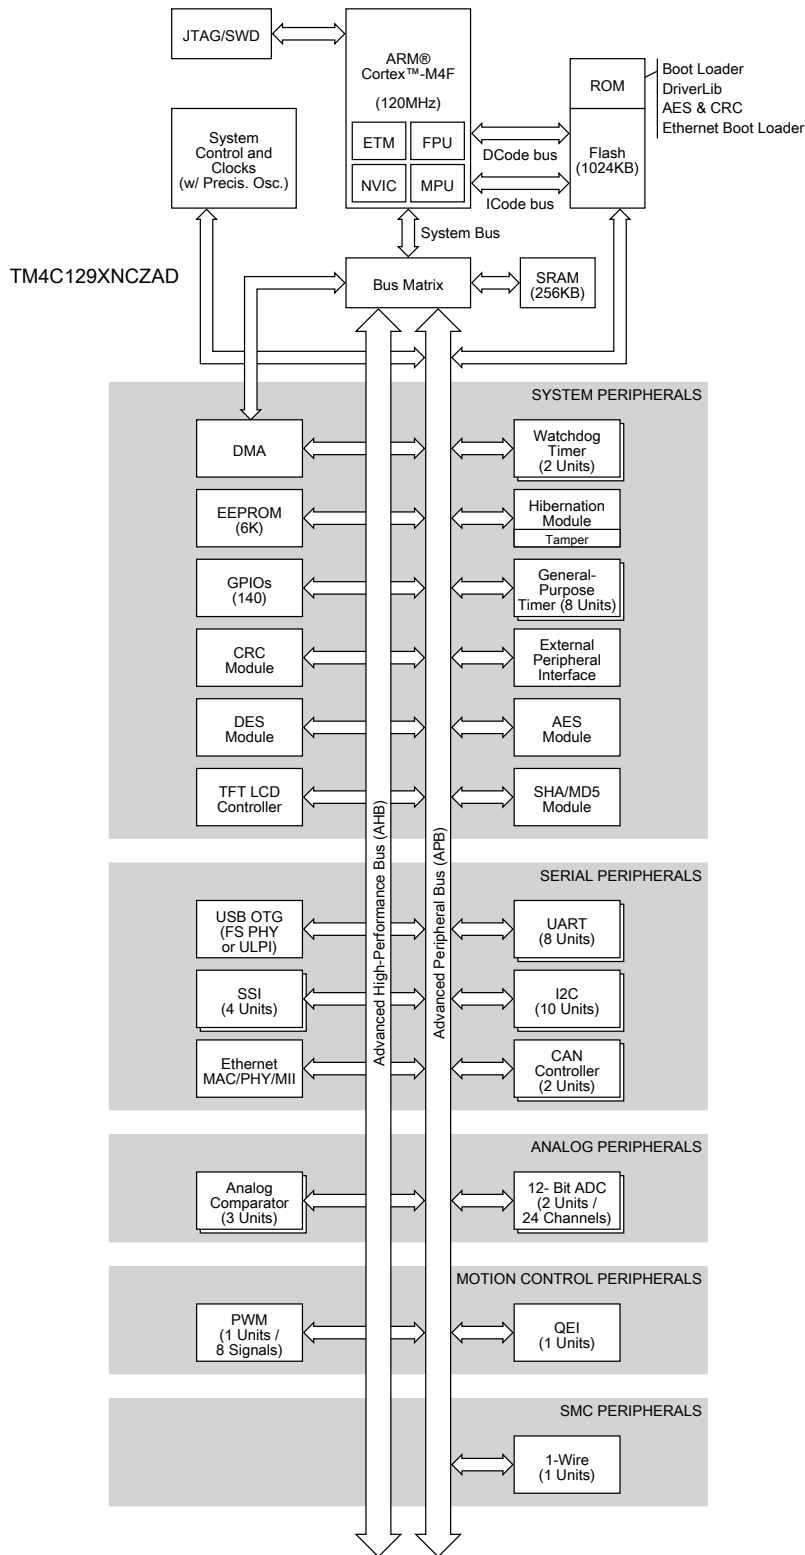 JTAG/SWD
ARM®
Cortex™-M4F
(120MHz)
ETM
FPU
NVIC
MPU
ROM
Flash
(1024KB)
Boot Loader
DriverLib
AES & CRC
Ethernet Boot Loader
System
Control and
Clocks
(w/ Precis. Osc.)
DCode bus
ICode bus
System Bus
TM4C129XNCZAD
Bus Matrix
SRAM
(256KB)
SYSTEM PERIPHERALS
DMA
Watchdog
Timer
(2 Units)
EEPROM
(6K)
Hibernation
Module
Tamper
GPIOs
(140)
General-
Purpose
Timer (8 Units)
CRC
Module
External
Peripheral
Interface
DES
Module
AES
Module
TFT LCD
Controller
SHA/MD5
Module
Advanced High-Performance Bus (AHB)
Advanced Peripheral Bus (APB)
SERIAL PERIPHERALS
USB OTG
(FS PHY
or ULPI)
UART
(8 Units)
SSI
(4 Units)
I2C
(10 Units)
Ethernet
MAC/PHY/MII
CAN
Controller
(2 Units)
ANALOG PERIPHERALS
Analog
Comparator
(3 Units)
12- Bit ADC
(2 Units /
24 Channels)
MOTION CONTROL PERIPHERALS
PWM
(1 Units /
8 Signals)
QEI
(1 Units)
SMC PERIPHERALS
1-Wire
(1 Units)